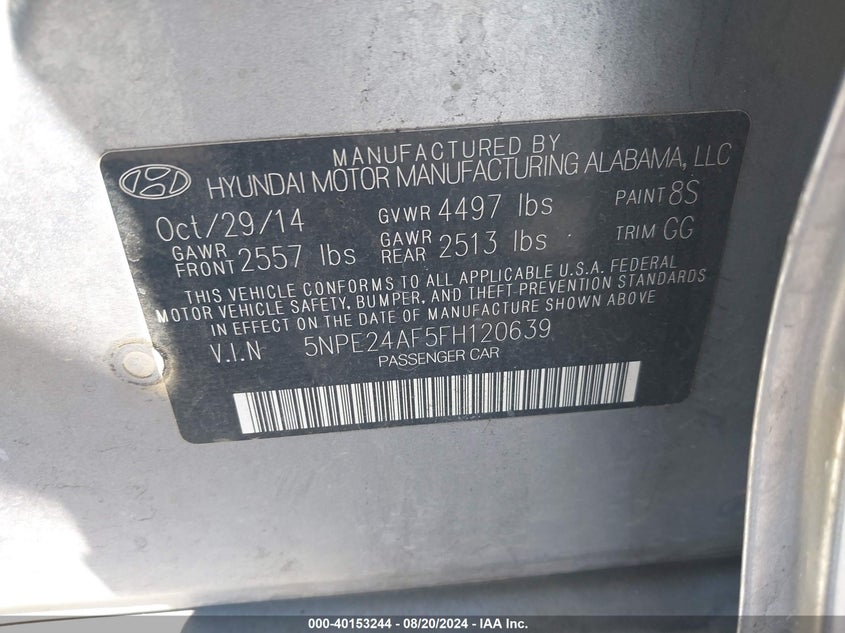 MANUFACTURED BY
HYUNDAI MOTOR MANUFACTURING ALABAMA, LLC
Oct/29/14 GVWR 4497 lbs PAINT 8S
GAWR FRONT 2557 lbs GAWR REAR 2513 lbs TRIM GG
THIS VEHICLE CONFORMS TO ALL APPLICABLE U.S.A. FEDERAL
MOTOR VEHICLE SAFETY, BUMPER, AND THEFT PREVENTION STANDARDS
IN EFFECT ON THE DATE OF MANUFACTURE SHOWN ABOVE
V.I.N 5NPE24AF5FH120639
PASSENGER CAR
000-40153244 - 08/20/2024 - IAA Inc.